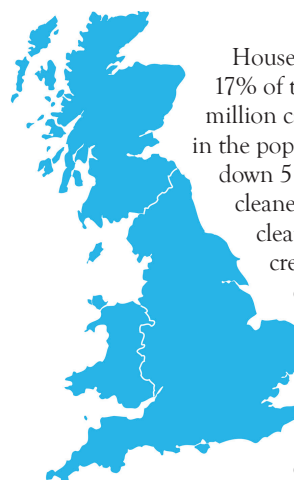 House
17% of t
million c
in the pop
down 5
cleane
clea
cre